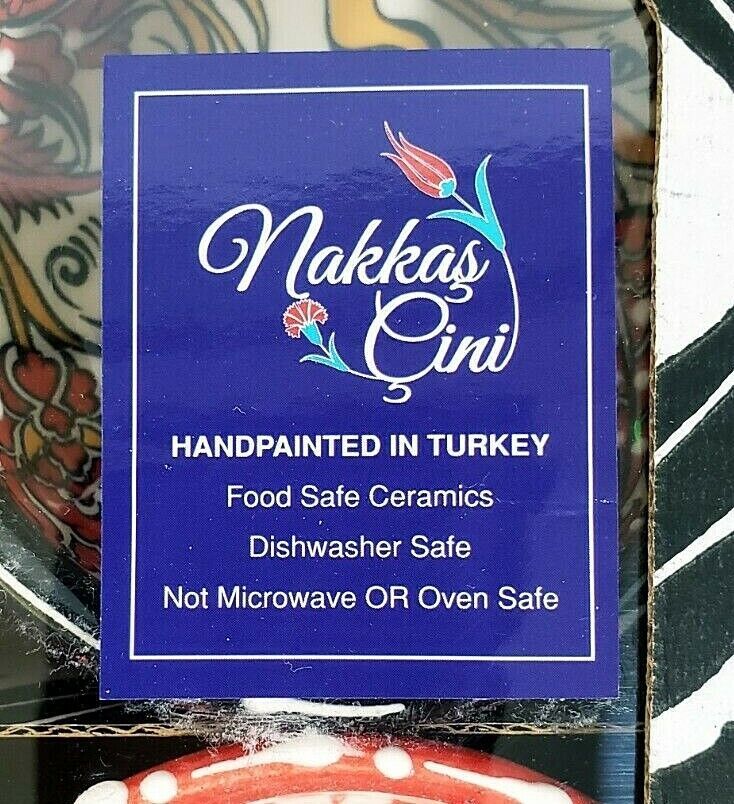 Nakkaş
Çini
HANDPAINTED IN TURKEY
Food Safe Ceramics
Dishwasher Safe
Not Microwave OR Oven Safe